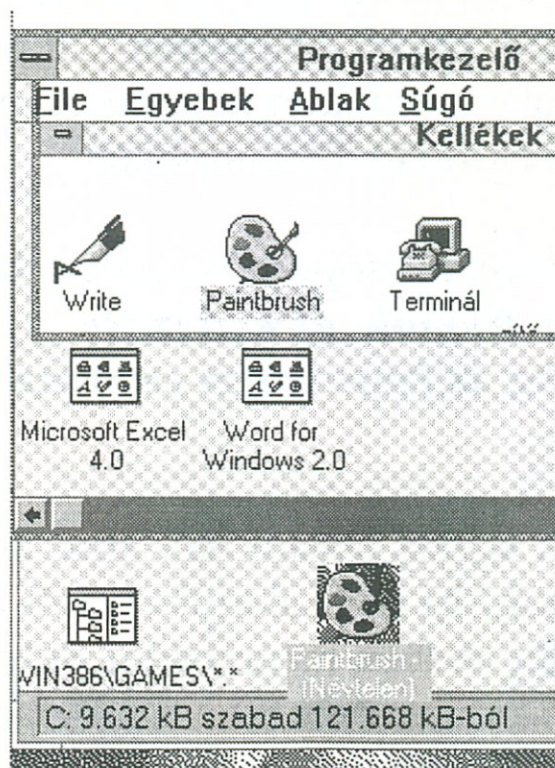 Programkezelő
File Egyebek Ablak Súgó
Kellékek
Write Paintbrush Terminál
Microsoft Excel 4.0
Word for Windows 2.0
WIN386\GAMES\*.*
Paintbrush - (Névtelen)
C: 9.632 kB szabad 121.668 kB-ból